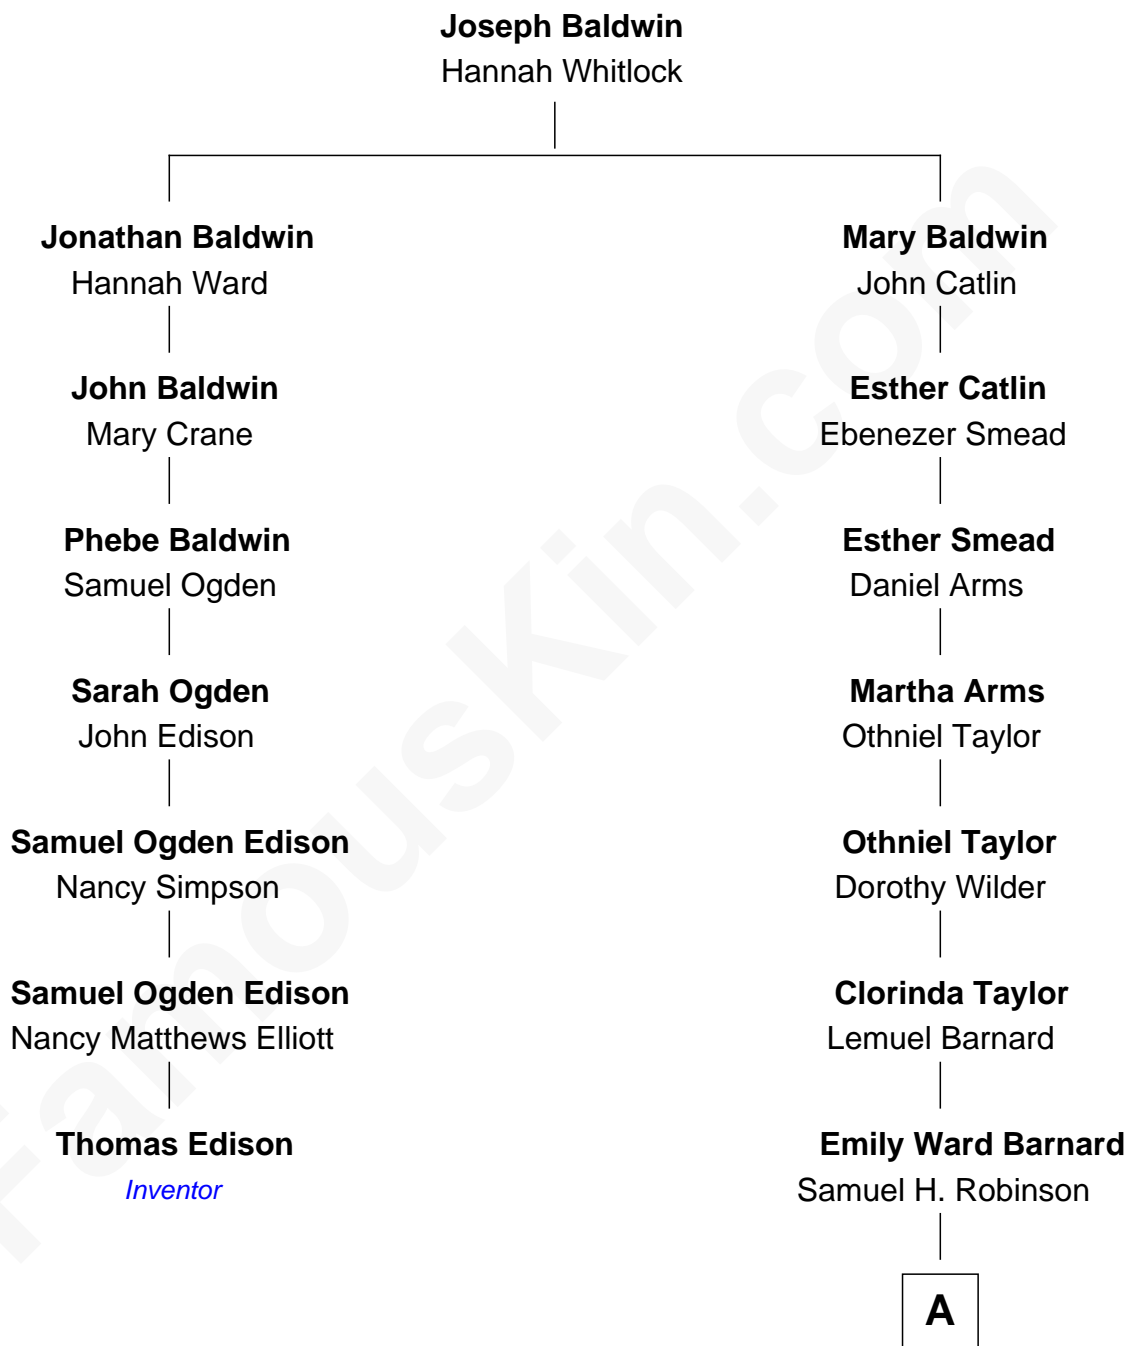 Joseph Baldwin
Hannah Whitlock
Jonathan Baldwin
Hannah Ward
Mary Baldwin
John Catlin
John Baldwin
Mary Crane
Esther Catlin
Ebenezer Smead
Phebe Baldwin
Samuel Ogden
Esther Smead
Daniel Arms
Sarah Ogden
John Edison
Martha Arms
Othniel Taylor
Samuel Ogden Edison
Nancy Simpson
Othniel Taylor
Dorothy Wilder
Samuel Ogden Edison
Nancy Matthews Elliott
Clorinda Taylor
Lemuel Barnard
Thomas Edison
Inventor
Emily Ward Barnard
Samuel H. Robinson
A
FamousKin.com